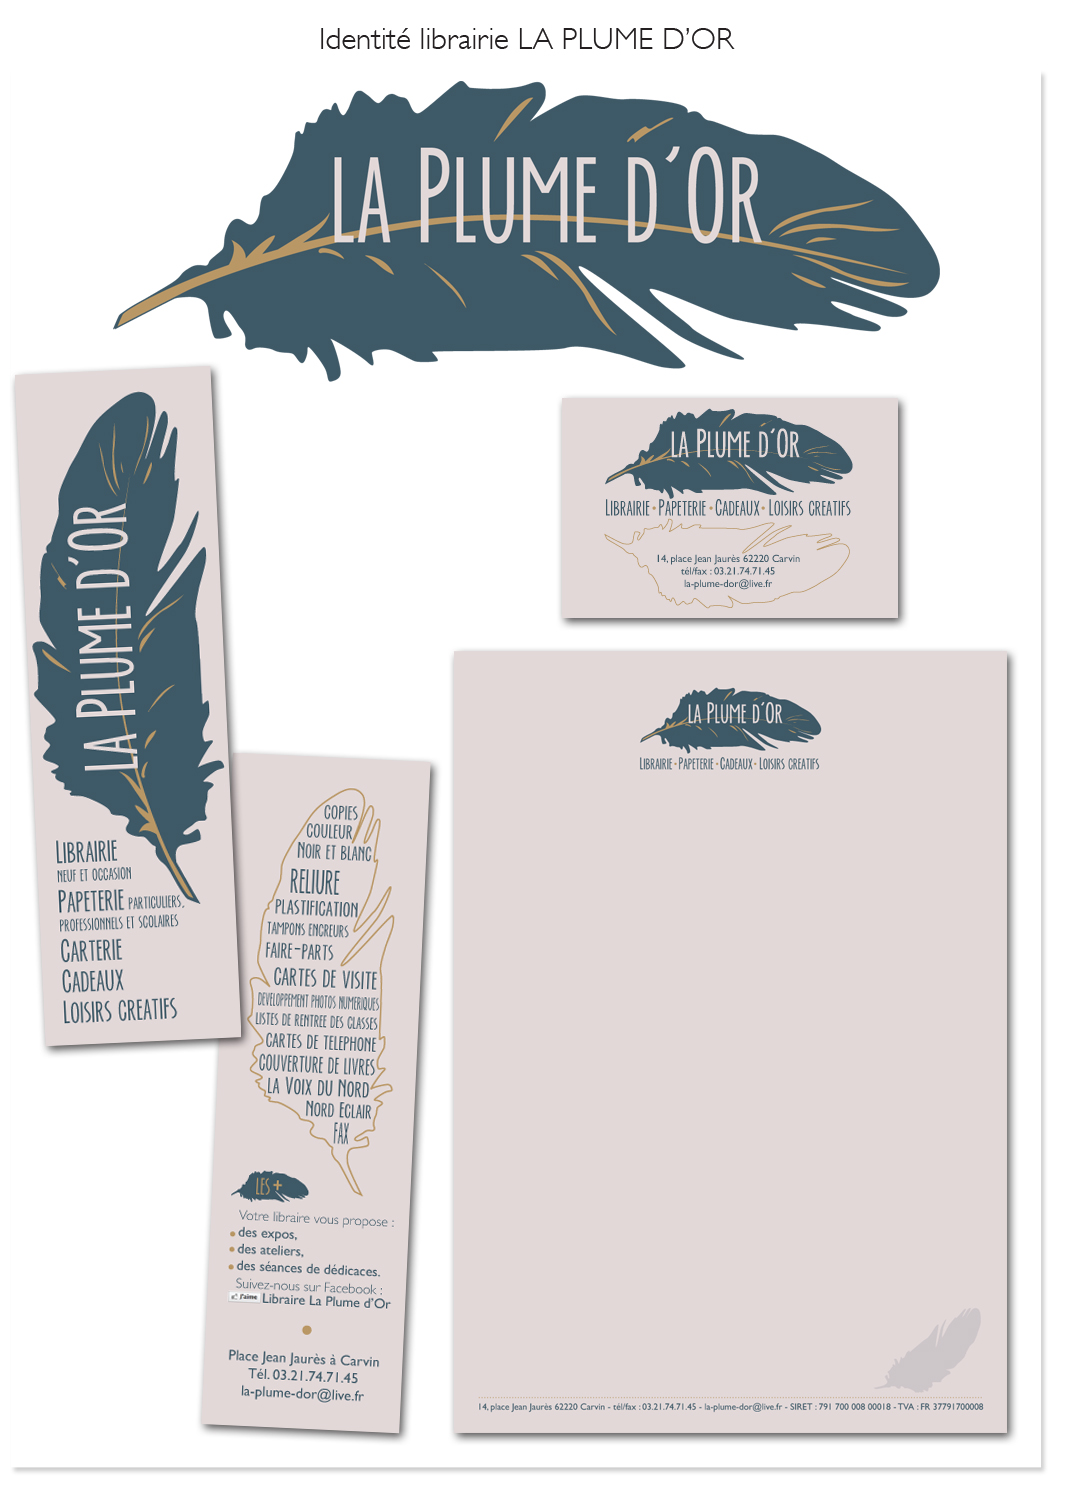 Identité librairie LA PLUME D'OR
LA PLUME D'OR
LA PLUME D'OR
LIBRAIRIE
NEUF ET OCCASION
PAPETERIE PARTICULIERS,
PROFESSIONNELS ET SCOLAIRES
CARTERIE
CADEAUX
LOISIRS CREATIFS
LA PLUME D'OR
LIBRAIRIE • PAPETERIE • CADEAUX • LOISIRS CREATIFS
14, place Jean Jaurès 62220 Carvin
tél/fax : 03.21.74.71.45
la-plume-dor@live.fr
COPIES
COULEUR
NOIR ET BLANC
RELIURE
PLASTIFICATION
TAMPONS ENCREURS
FAIRE-PARTS
CARTES DE VISITE
DEVELOPPEMENT PHOTOS NUMERIQUES
LISTES DE RENTREE DES CLASSES
CARTES DE TELEPHONE
COUVERTURE DE LIVRES
LA VOIX DU NORD
NORD ECLAIR
FAX
LES +
Votre libraire vous propose :
• des expos,
• des ateliers,
• des séances de dédicaces.
Suivez-nous sur Facebook :
J'aime Libraire La Plume d'Or
Place Jean Jaurès à Carvin
Tél. 03.21.74.71.45
la-plume-dor@live.fr
LA PLUME D'OR
LIBRAIRIE • PAPETERIE • CADEAUX • LOISIRS CREATIFS
14, place Jean Jaurès 62220 Carvin - tél/fax : 03.21.74.71.45 - la-plume-dor@live.fr - SIRET : 791 700 008 00018 - TVA : FR 37791700008